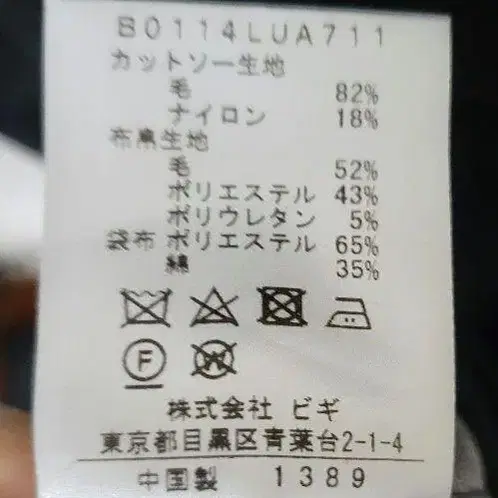 B0114LUA711
カットソー生地
毛 82%
ナイロン 18%
布帛生地
毛 52%
ポリエステル 43%
ポリウレタン 5%
袋布 ポリエステル 65%
綿 35%
F
W
株式会社 ビギ
東京都目黒区青葉台2-1-4
中国製 1389